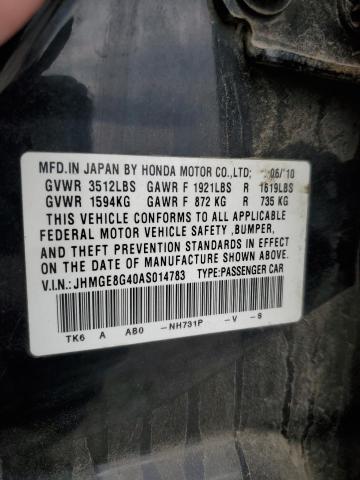 MFD.IN JAPAN BY HONDA MOTOR CO.,LTD; 06/10
GVWR 3512LBS GAWR F 1921LBS R 1619LBS
GVWR 1594KG GAWR F 872 KG R 735 KG
THIS VEHICLE CONFORMS TO ALL APPLICABLE
FEDERAL MOTOR VEHICLE SAFETY ,BUMPER,
AND THEFT PREVENTION STANDARDS IN EFFECT
ON THE DATE OF MANUFACTURE SHOWN ABOVE.
V.I.N.: JHMGE8G40AS014783 TYPE:PASSENGER CAR
TK6 A AB0 -NH731P -V -S